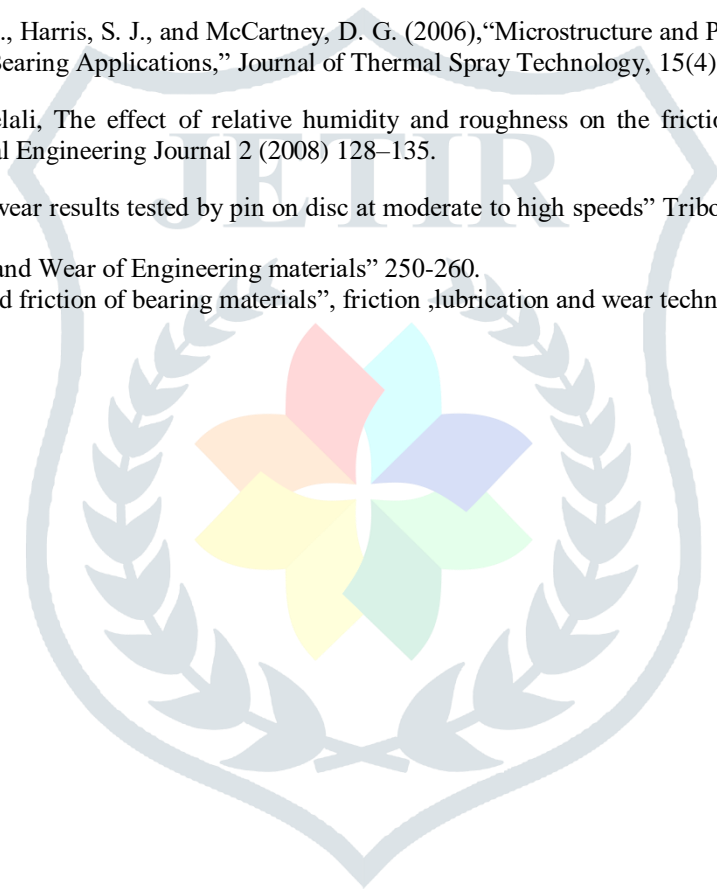 ., Harris, S. J., and McCartney, D. G. (2006),“Microstructure and P
Bearing Applications,” Journal of Thermal Spray Technology, 15(4)
elali, The effect of relative humidity and roughness on the frictio
al Engineering Journal 2 (2008) 128–135.
wear results tested by pin on disc at moderate to high speeds” Tribo
and Wear of Engineering materials” 250-260.
d friction of bearing materials”, friction ,lubrication and wear techn
JETIR